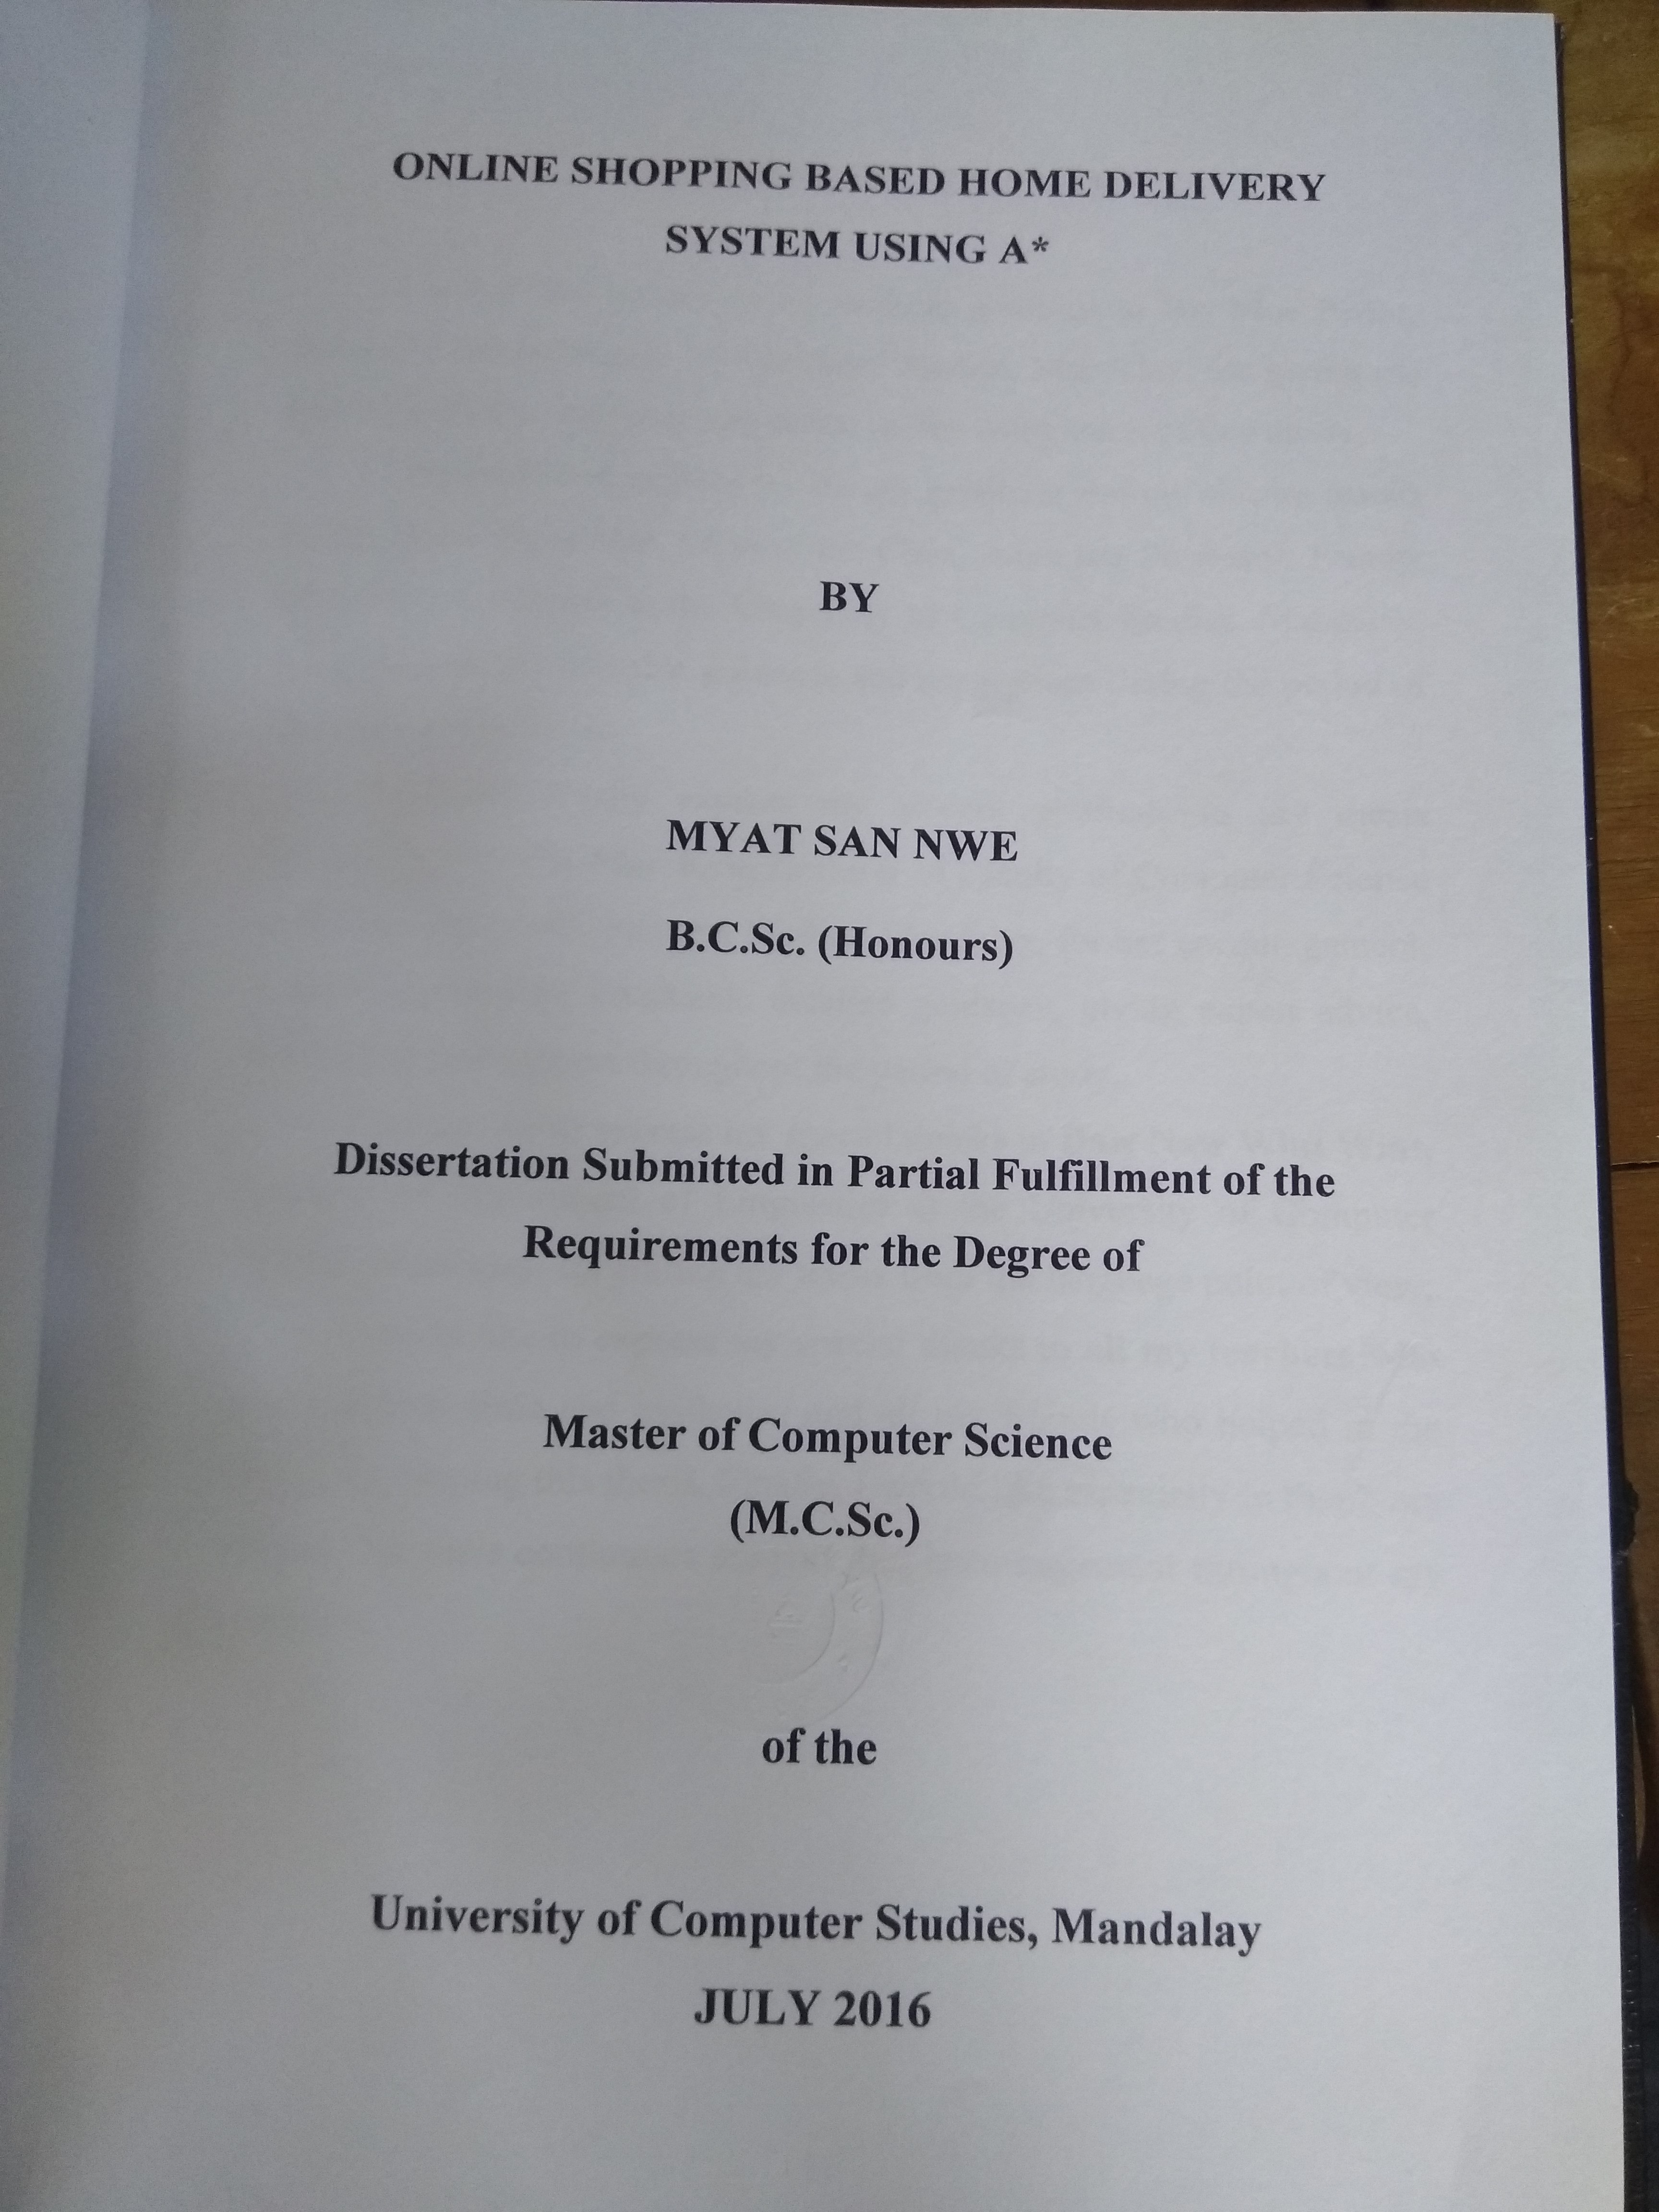 ONLINE SHOPPING BASED HOME DELIVERY
SYSTEM USING A*
BY
MYAT SAN NWE
B.C.Sc. (Honours)
Dissertation Submitted in Partial Fulfillment of the
Requirements for the Degree of
Master of Computer Science
(M.C.Sc.)
of the
University of Computer Studies, Mandalay
JULY 2016